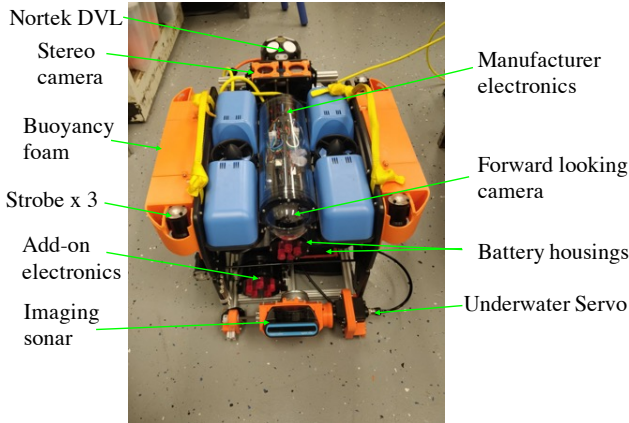 Nortek DVL
Stereo
camera
Buoyancy
foam
Strobe x 3
Add-on
electronics
Imaging
sonar
Manufacturer
electronics
Forward looking
camera
Battery housings
Underwater Servo